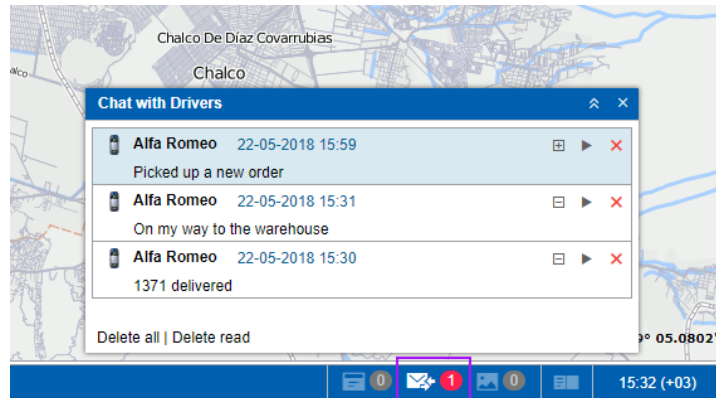 Chalco De Díaz Covarrubias
Chalco
alco
Chat with Drivers
Alfa Romeo 22-05-2018 15:59
Picked up a new order
Alfa Romeo 22-05-2018 15:31
On my way to the warehouse
Alfa Romeo 22-05-2018 15:30
1371 delivered
Delete all | Delete read
9° 05.0802'
0 1 0 15:32 (+03)